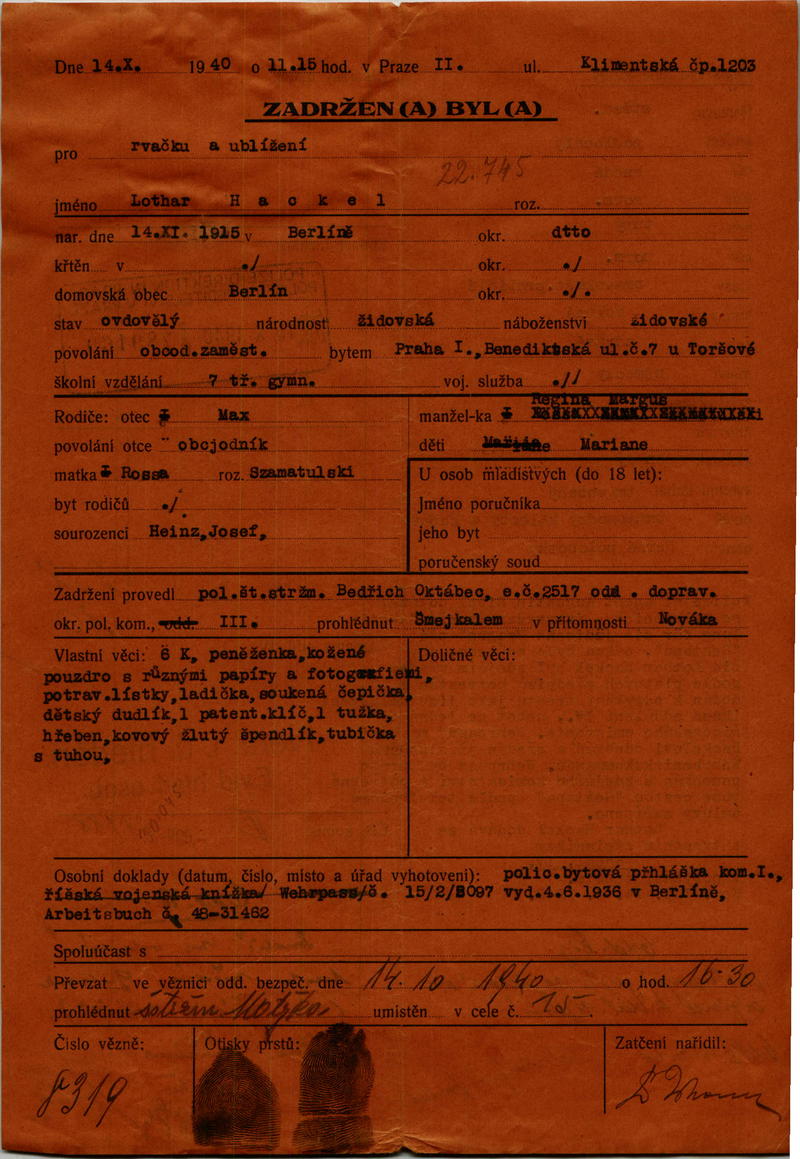 Dne 14.X. 1940 o 11.15 hod. v Praze II. ul. Klimentská čp.1203
ZADRŽEN(A) BYL(A)
pro rvačku a ublížení
22.745
jméno Lothar H a c k e l roz.
nar. dne 14.XI. 1915 v Berlíně okr. dtto
křtěn v ./ okr. ./
domovská obec Berlín okr. ./.
stav ovdovělý národnost židovská náboženství židovské
povolání obcod.zaměst. bytem Praha I.,Benediktská ul.č.7 u Toršové
školní vzdělání 7 tř. gymn. voj. služba .//
Regina Margus
Rodiče: otec Max manžel-ka
povolání otce obcjodník děti Mariane
matka Rossa roz. Szamatulski U osob mladistvých (do 18 let):
byt rodičů ./. Jméno poručníka
sourozenci Heinz,Josef, jeho byt
poručenský soud
Zadržení provedl pol.št.stržm. Bedřich Oktábec, e.č.2517 odd . doprav.
okr. pol. kom., odd. III. prohlédnut Šmejkalem v přítomnosti Nováka
Vlastní věci: 6 K, peněženka,kožené Doličné věci:
pouzdro s různými papíry a fotografiemi,
potrav.lístky,ladička,soukená čepička,
dětský dudlík,1 patent.klíč,1 tužka,
hřeben,kovový žlutý špendlík,tubička
s tuhou,
Osobní doklady (datum, číslo, místo a úřad vyhotovení): polic.bytová přhláška kom.I.,
říšská vojenská knížka/ Wehrpass/č. 15/2/8097 vyd.4.6.1936 v Berlíně,
Arbeitsbuch č. 48-31462
Spoluúčast s
Převzat ve věznici odd. bezpeč. dne 14. 10 1940 o hod. 16-30
prohlédnut umístěn v cele č. 15.
Číslo vězně: Otisky prstů: Zatčení nařídil:
8319